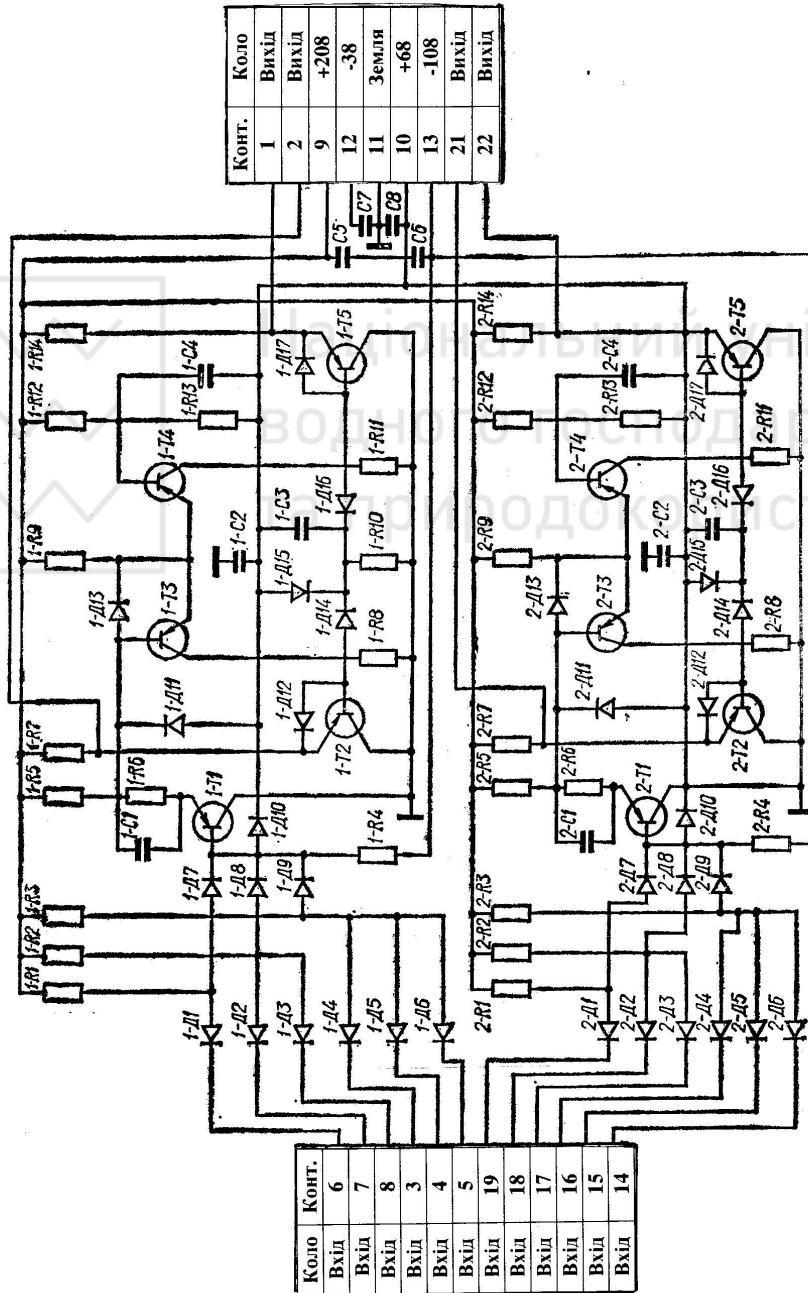 Коло Конт.
Вхід 6
Вхід 7
Вхід 8
Вхід 3
Вхід 4
Вхід 5
Вхід 19
Вхід 18
Вхід 17
Вхід 16
Вхід 15
Вхід 14
1-R1 1-R2 1-R3 1-R5 1-R7 1-R9 1-R12 1-R14
1-Д1 1-Д2 1-Д3 1-Д4 1-Д5 1-Д6
1-Д7 1-Д8 1-Д9 1-Д10
1-C1 1-R6 1-T1 1-R4
1-Д11 1-Д13 1-T3 1-T4
1-Д12 1-T2 1-R8 1-Д14 1-Д15 1-R10
1-C2 1-C3 1-R13 1-C4
1-Д16 1-R11 1-Д17 1-T5
2-R1 2-R2 2-R3 2-R5 2-R7 2-R9 2-R12 2-R14
2-Д1 2-Д2 2-Д3 2-Д4 2-Д5 2-Д6
2-Д7 2-Д8 2-Д9 2-Д10
2-C1 2-R6 2-T1 2-R4
2-Д11 2-Д13 2-T3 2-T4
2-Д12 2-T2 2-R8 2-Д14 2-Д15
2-C2 2-C3 2-R13 2-C4
2-Д16 2-R11 2-Д17 2-T5
C5 C6 C7 C8
Конт. Коло
1 Вихід
2 Вихід
9 +208
12 -38
11 Земля
10 +68
13 -108
21 Вихід
22 Вихід
Національний уні
водного господар
та природокорис